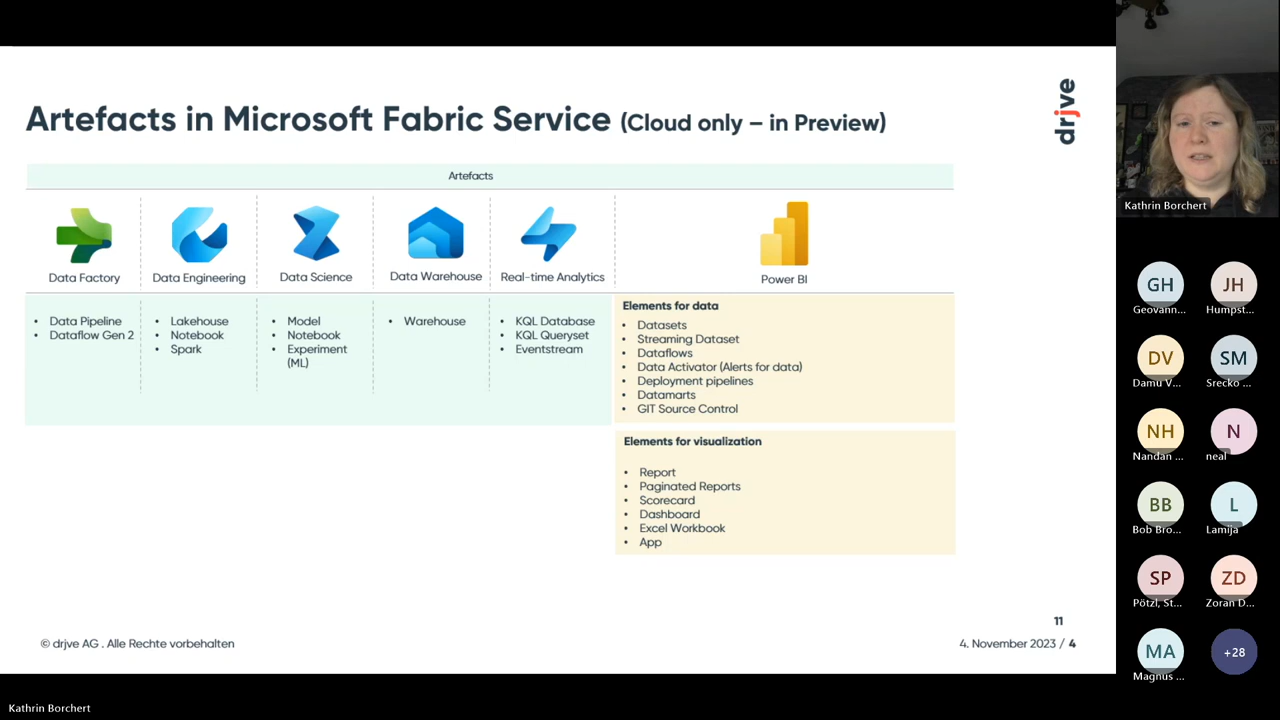 Artefacts in Microsoft Fabric Service (Cloud only – in Preview)
drjve
Artefacts
Data Factory
Data Engineering
Data Science
Data Warehouse
Real-time Analytics
Power BI
• Data Pipeline
• Dataflow Gen 2
• Lakehouse
• Notebook
• Spark
• Model
• Notebook
• Experiment
(ML)
• Warehouse
• KQL Database
• KQL Queryset
• Eventstream
Elements for data
• Datasets
• Streaming Dataset
• Dataflows
• Data Activator (Alerts for data)
• Deployment pipelines
• Datamarts
• GIT Source Control
Elements for visualization
• Report
• Paginated Reports
• Scorecard
• Dashboard
• Excel Workbook
• App
11
© drjve AG . Alle Rechte vorbehalten
4. November 2023 / 4
Kathrin Borchert
GH
Geovann...
JH
Humpst...
DV
Damu V...
SM
Srecko ...
NH
Nandan ...
N
neal
BB
Bob Bro...
L
Lamija
SP
Pötzl, St...
ZD
Zoran D...
MA
Magnus ...
+28
Kathrin Borchert